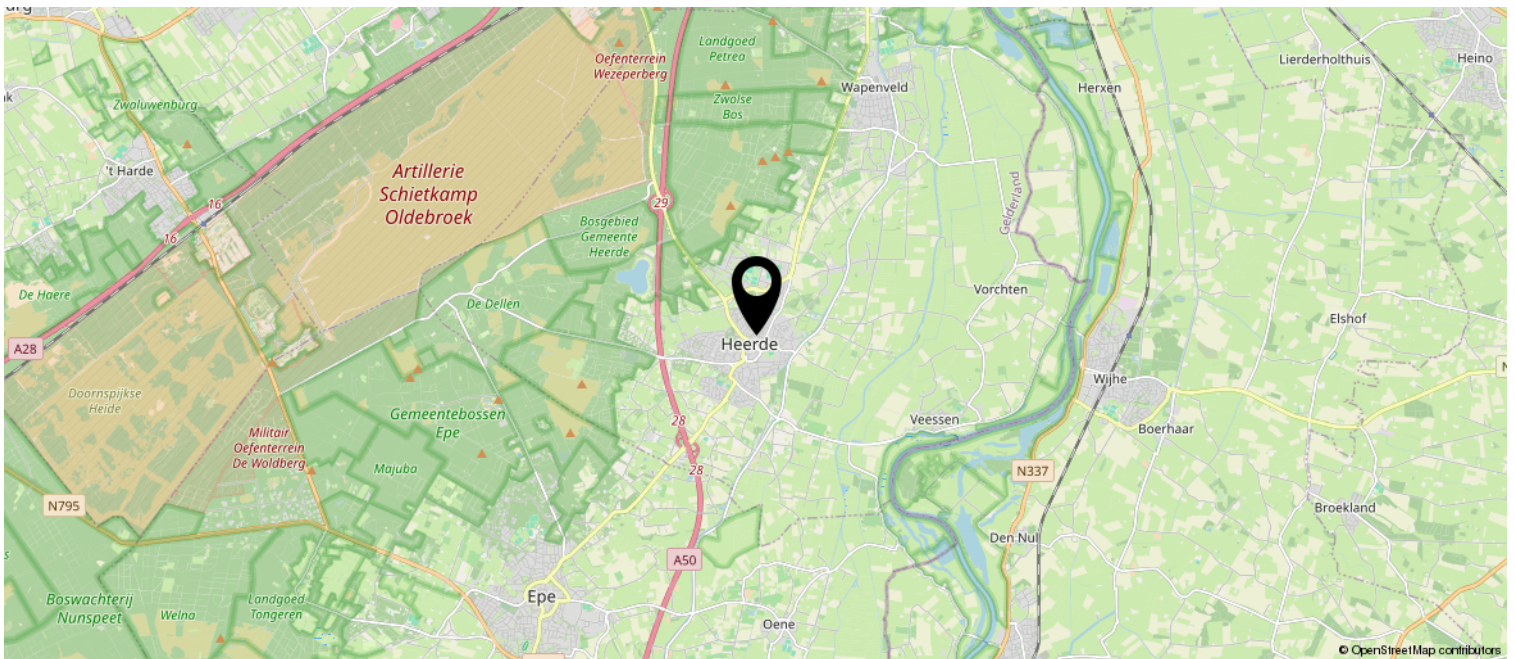 Landgoed
Petrea
Oefenterrein
Wezeperberg
Lierderholthuis
Heino
Zwaluwenburg
Zwolse
Bos
Wapenveld
Herxen
't Harde
Artillerie
Schietkamp
Oldebroek
16
16
29
Gelderland
Bosgebied
Gemeente
Heerde
De Haere
De Dellen
Vorchten
Elshof
A28
Heerde
Wijhe
Doornspijkse
Heide
Gemeentebossen
Epe
28
Veessen
Boerhaar
Militair
Oefenterrein
De Woldberg
Majuba
28
N337
N795
Broekland
Den Nul
A50
Boswachterij
Nunspeet
Welna
Landgoed
Tongeren
Epe
Oene
© OpenStreetMap contributors